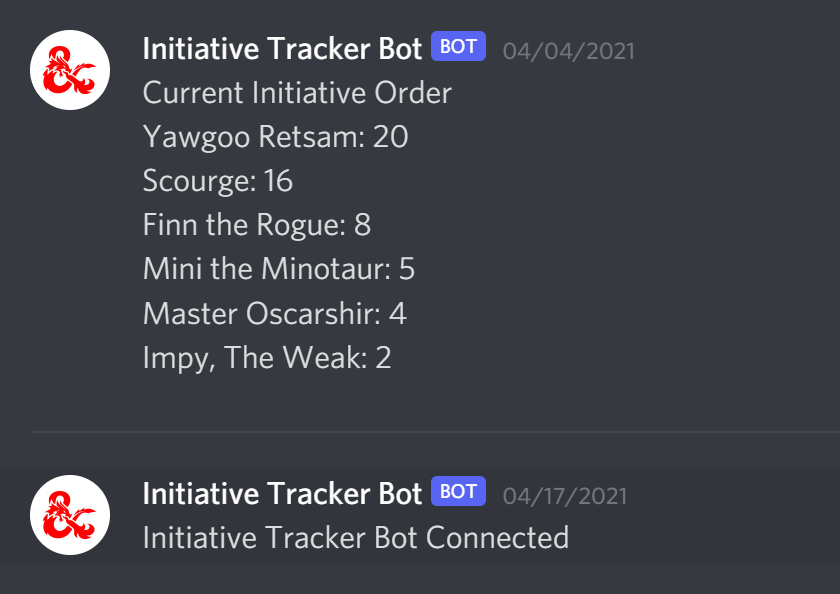 Initiative Tracker Bot BOT 04/04/2021
Current Initiative Order
Yawgoo Retsam: 20
Scourge: 16
Finn the Rogue: 8
Mini the Minotaur: 5
Master Oscarshir: 4
Impy, The Weak: 2
Initiative Tracker Bot BOT 04/17/2021
Initiative Tracker Bot Connected